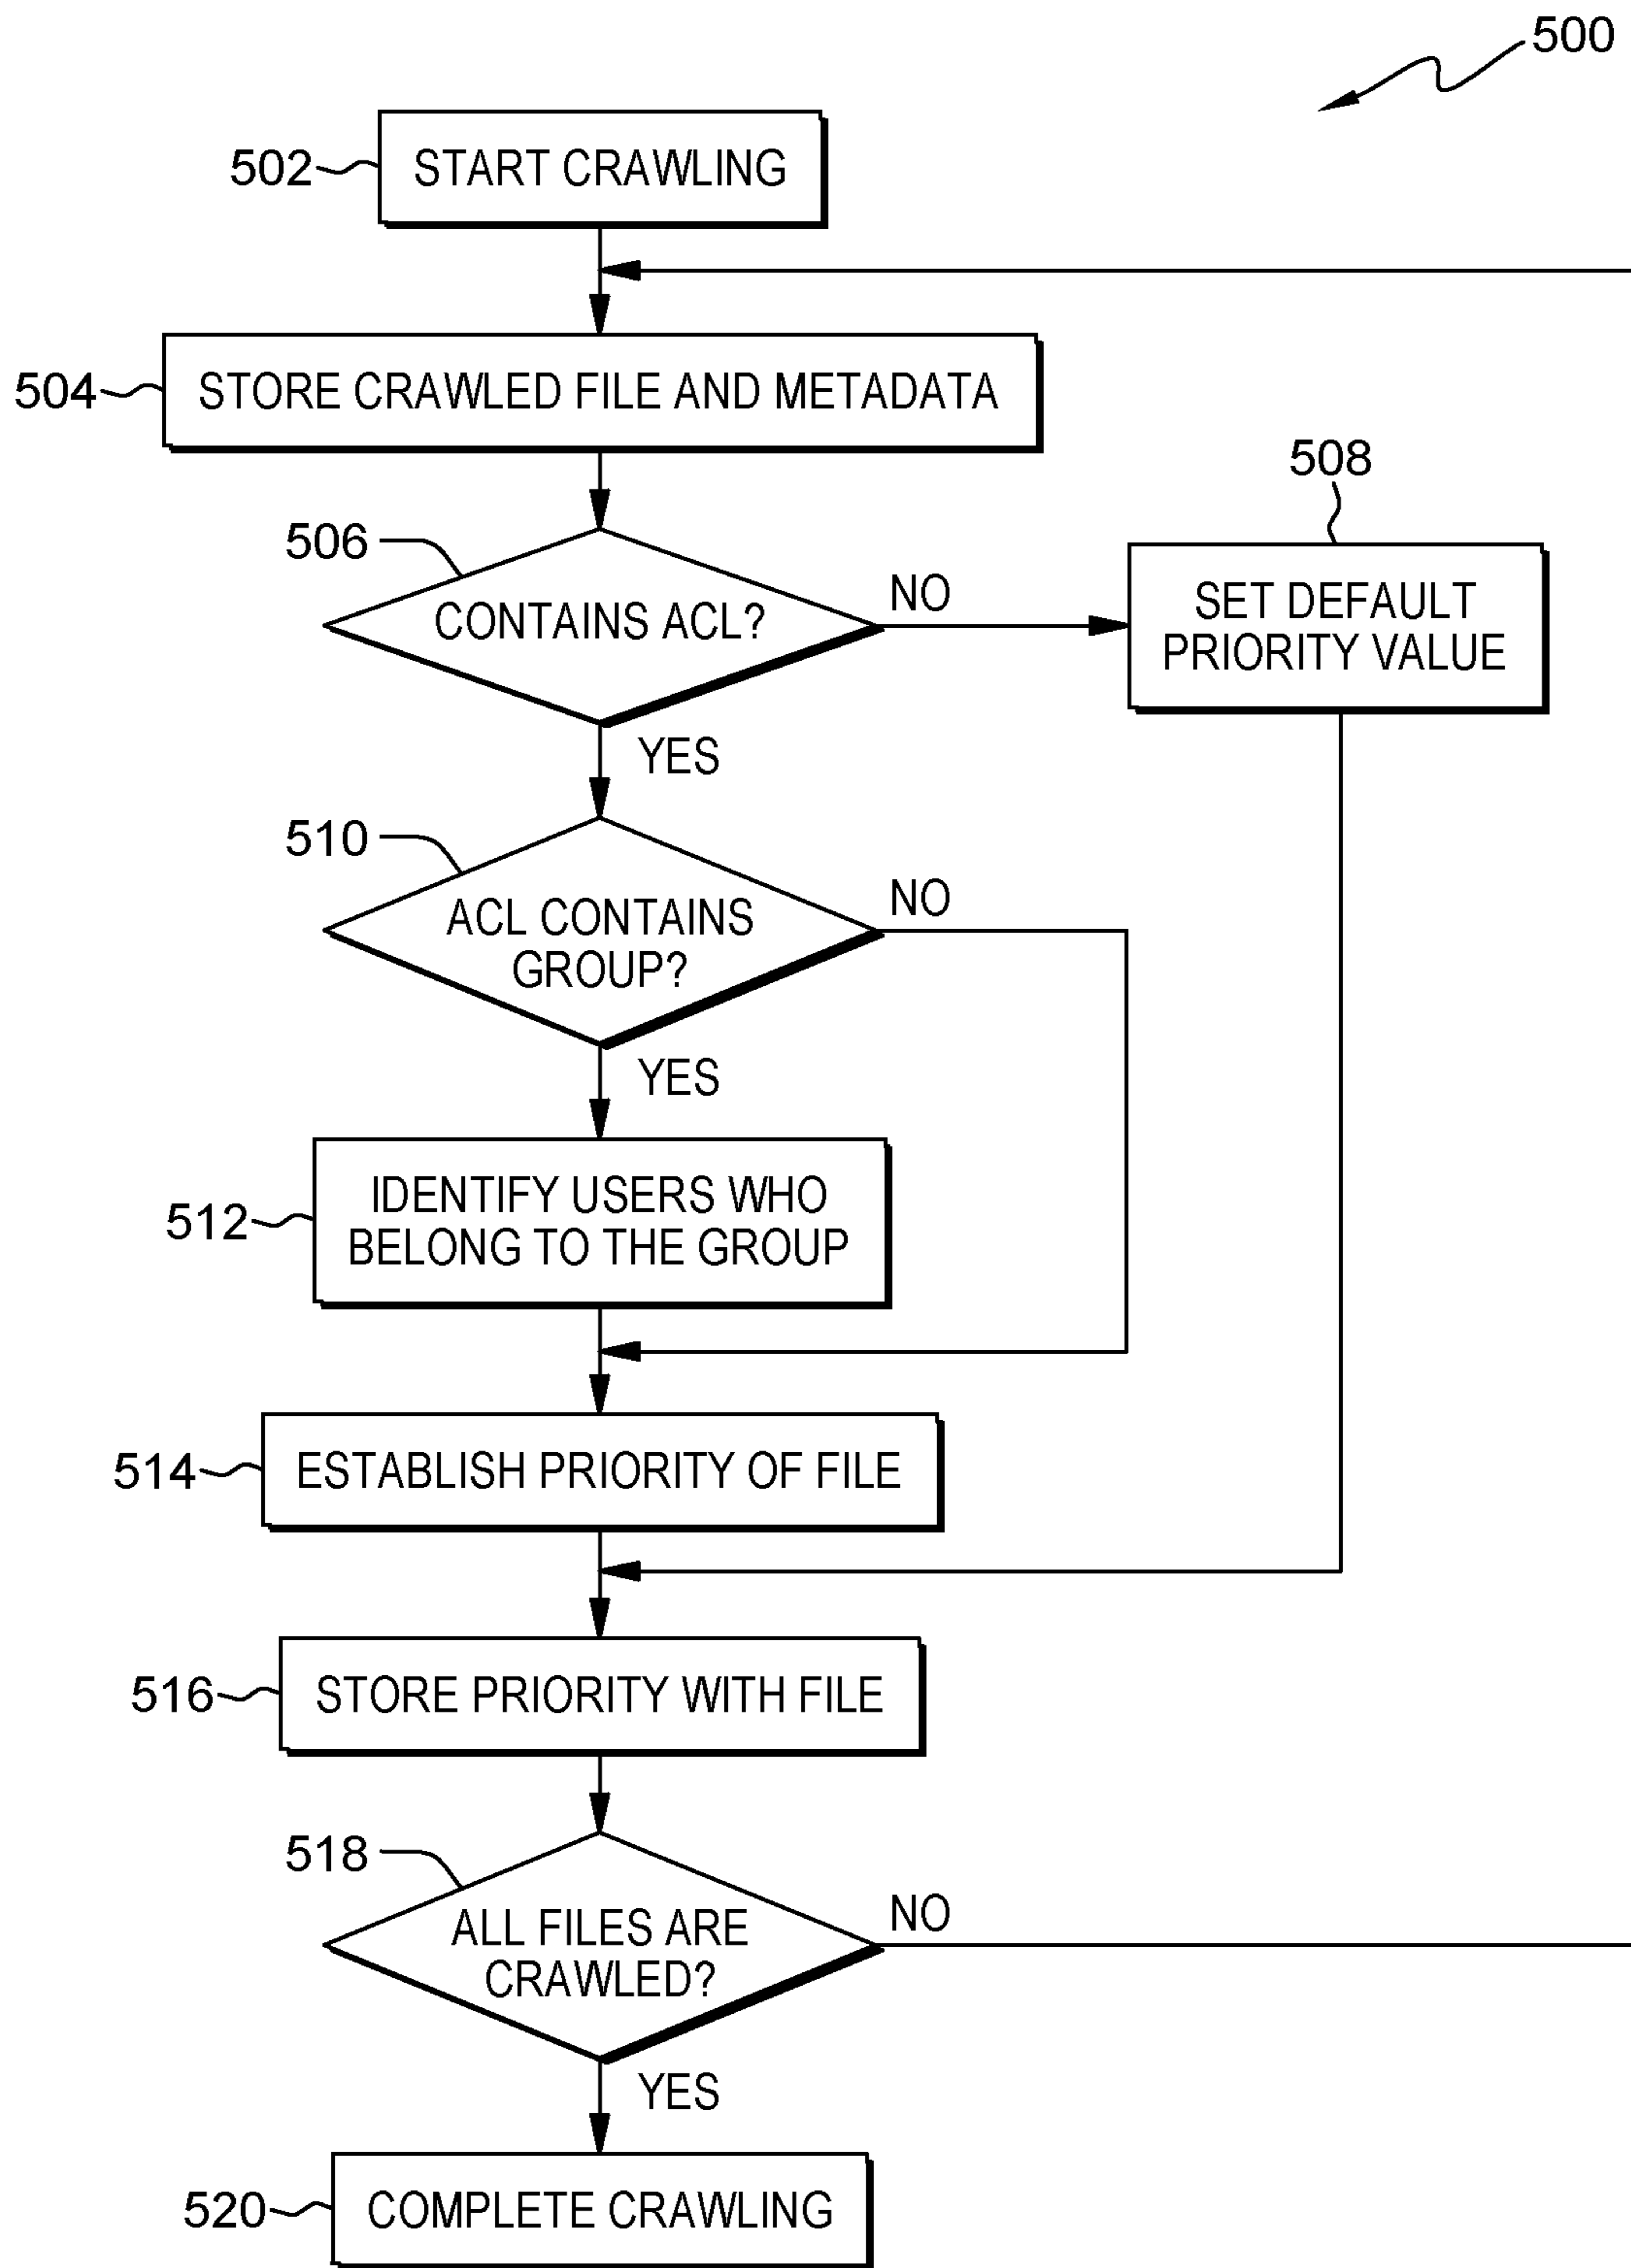 500
502
START CRAWLING
504
STORE CRAWLED FILE AND METADATA
506
CONTAINS ACL?
NO
508
SET DEFAULT
PRIORITY VALUE
YES
510
ACL CONTAINS
GROUP?
NO
YES
512
IDENTIFY USERS WHO
BELONG TO THE GROUP
514
ESTABLISH PRIORITY OF FILE
516
STORE PRIORITY WITH FILE
518
ALL FILES ARE
CRAWLED?
NO
YES
520
COMPLETE CRAWLING